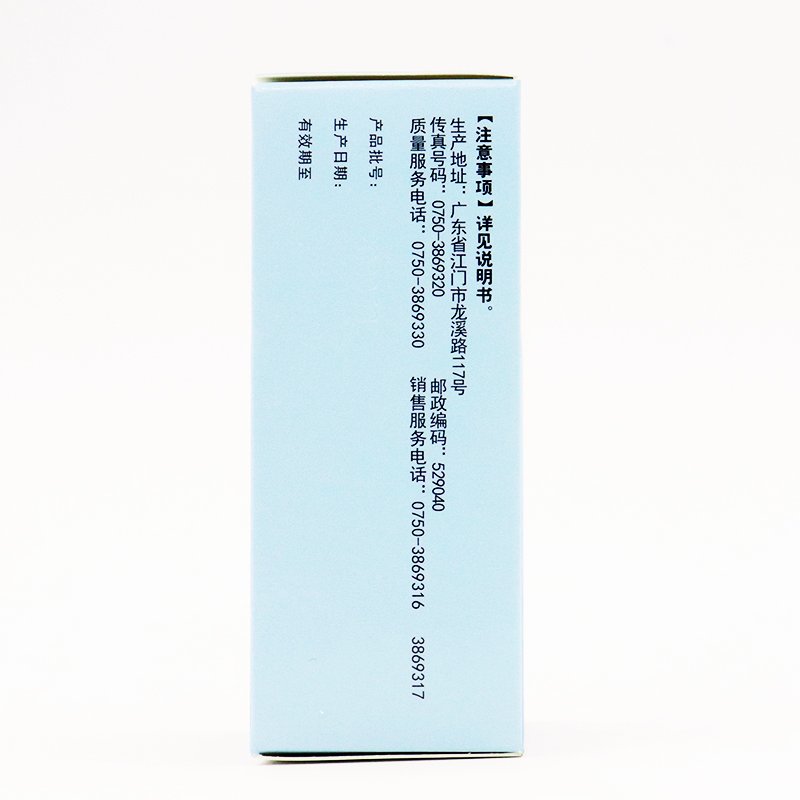 【注意事项】详见说明书。
生产地址：广东省江门市龙溪路117号
传真号码：0750-3869320 邮政编码：529040
质量服务电话：0750-3869330 销售服务电话：0750-3869316 3869317
产品批号：
生产日期：
有效期至